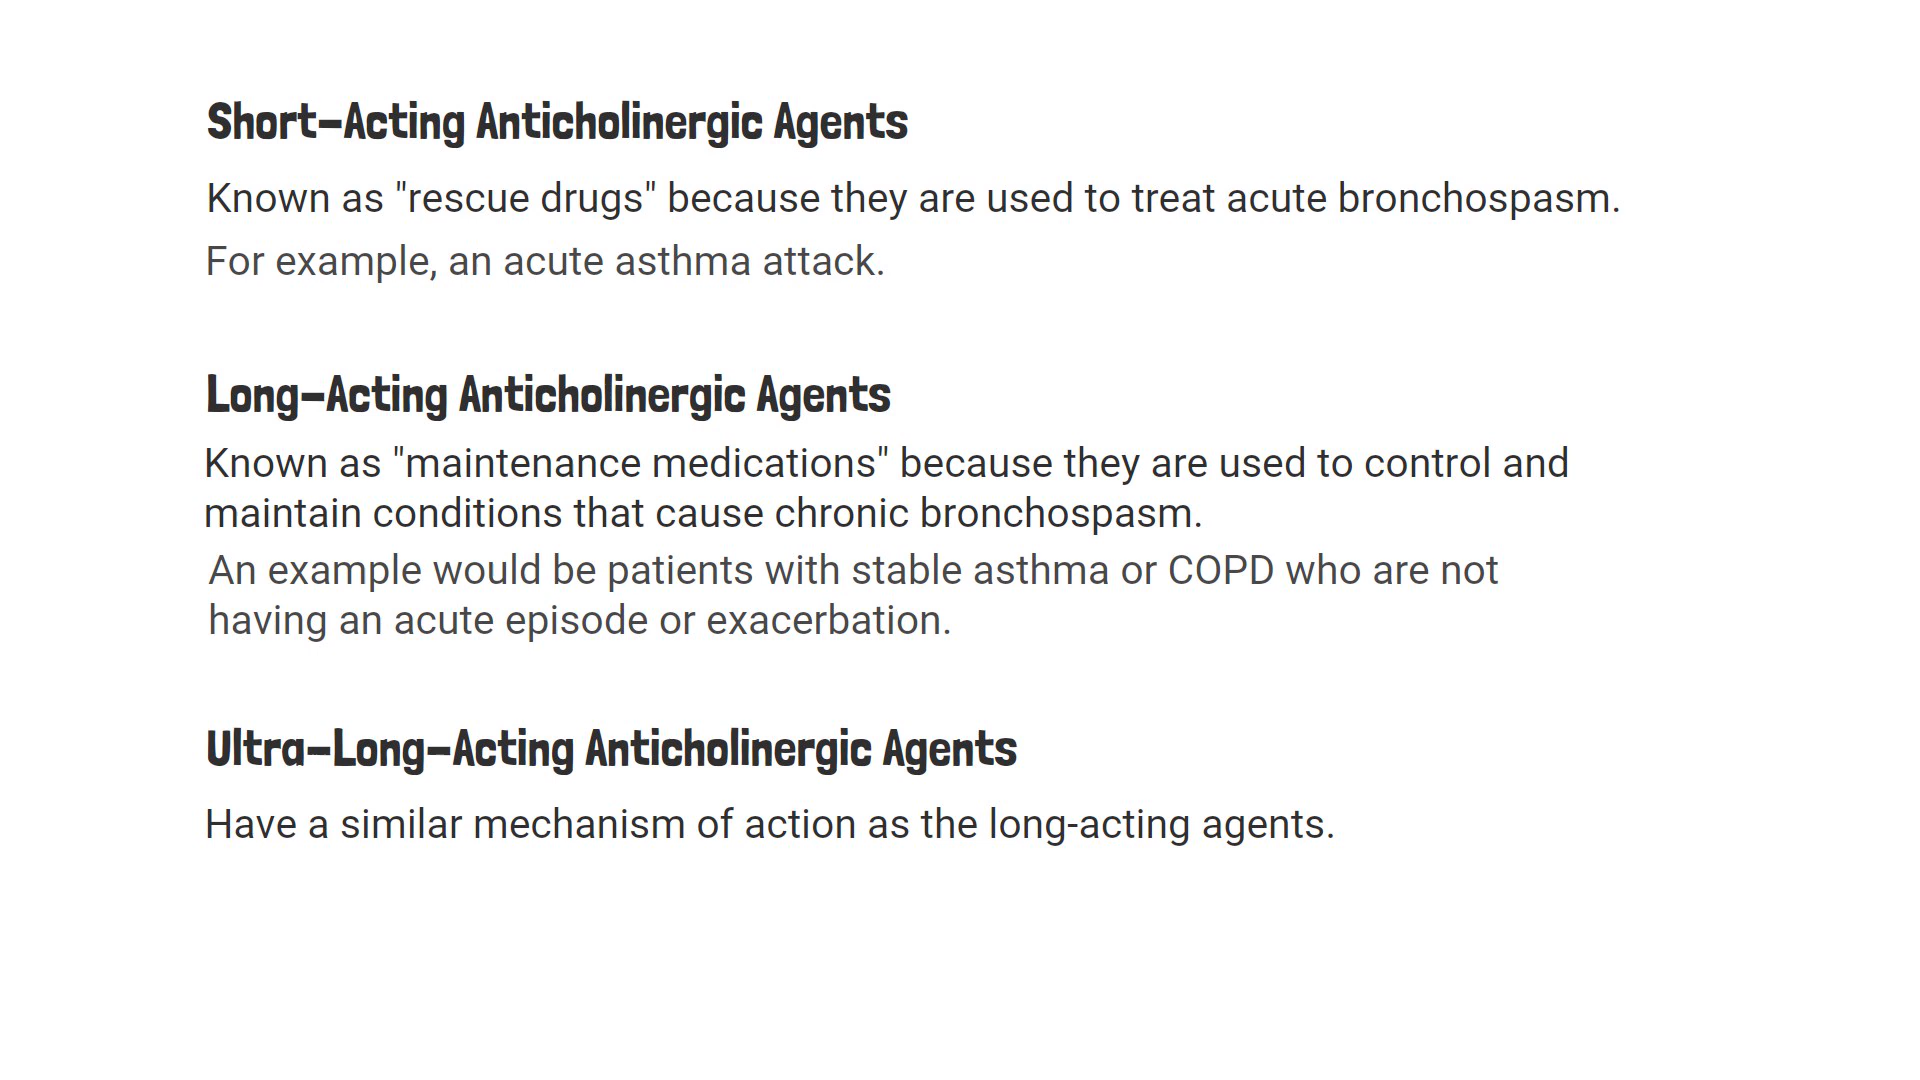 Short-Acting Anticholinergic Agents
Known as "rescue drugs" because they are used to treat acute bronchospasm.
For example, an acute asthma attack.
Long-Acting Anticholinergic Agents
Known as "maintenance medications" because they are used to control and
maintain conditions that cause chronic bronchospasm.
An example would be patients with stable asthma or COPD who are not
having an acute episode or exacerbation.
Ultra-Long-Acting Anticholinergic Agents
Have a similar mechanism of action as the long-acting agents.